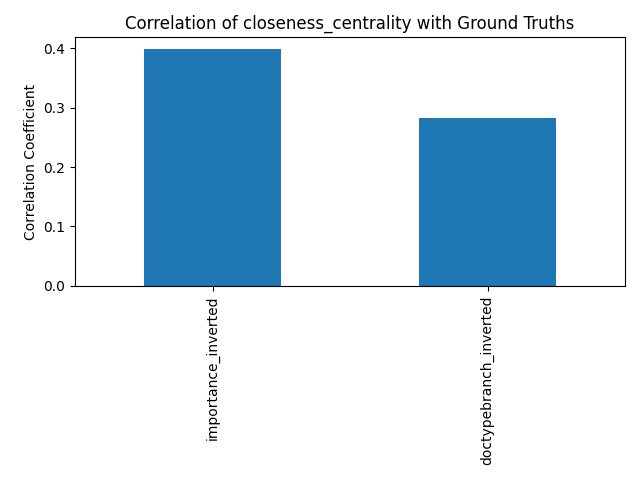 Correlation of closeness_centrality with Ground Truths
Correlation Coefficient
0.4
0.3
0.2
0.1
0.0
importance_inverted
doctypebranch_inverted